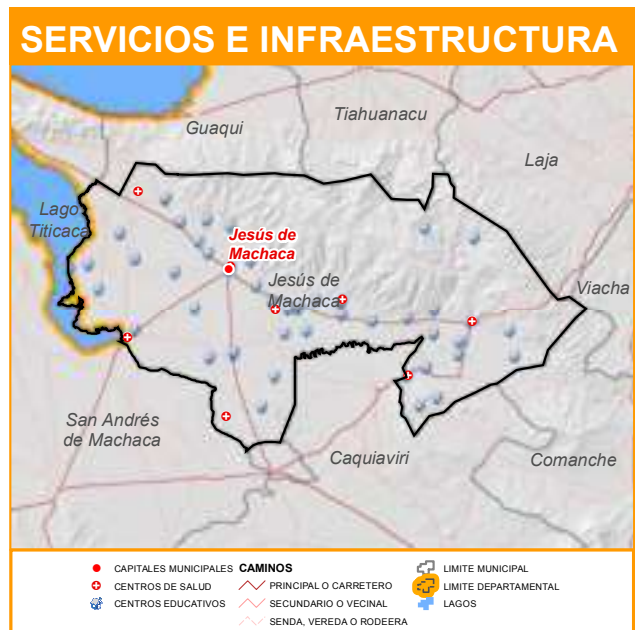 SERVICIOS E INFRAESTRUCTURA
Tiahuanacu
Guaqui
Laja
Lago
Titicaca
Jesús de
Machaca
Jesús de
Machaca
Viacha
San Andrés
de Machaca
Caquiaviri
Comanche
CAPITALES MUNICIPALES
CENTROS DE SALUD
CENTROS EDUCATIVOS
CAMINOS
PRINCIPAL O CARRETERO
SECUNDARIO O VECINAL
SENDA, VEREDA O RODEERA
LIMITE MUNICIPAL
LIMITE DEPARTAMENTAL
LAGOS